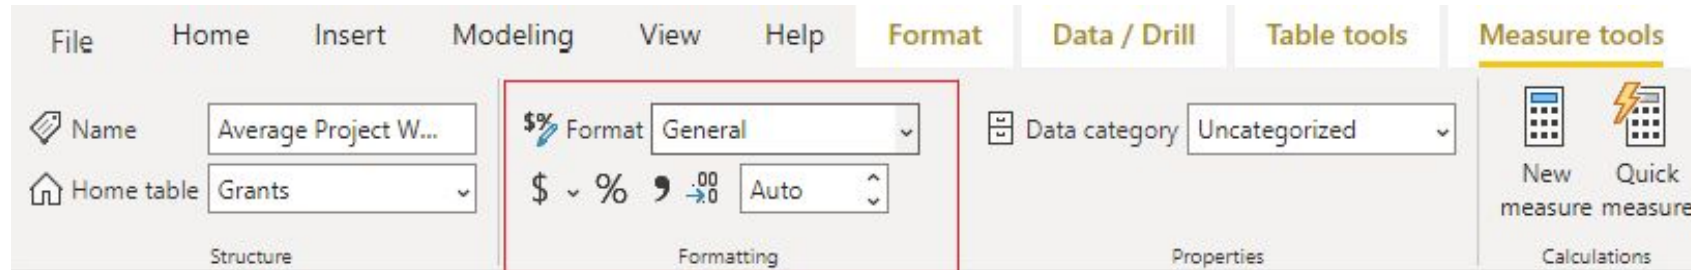 File Home Insert Modeling View Help Format Data / Drill Table tools Measure tools
Name Average Project W... $% Format General Data category Uncategorized
Home table Grants $ % , .00 →0 Auto
New measure Quick measure
Structure Formatting Properties Calculations